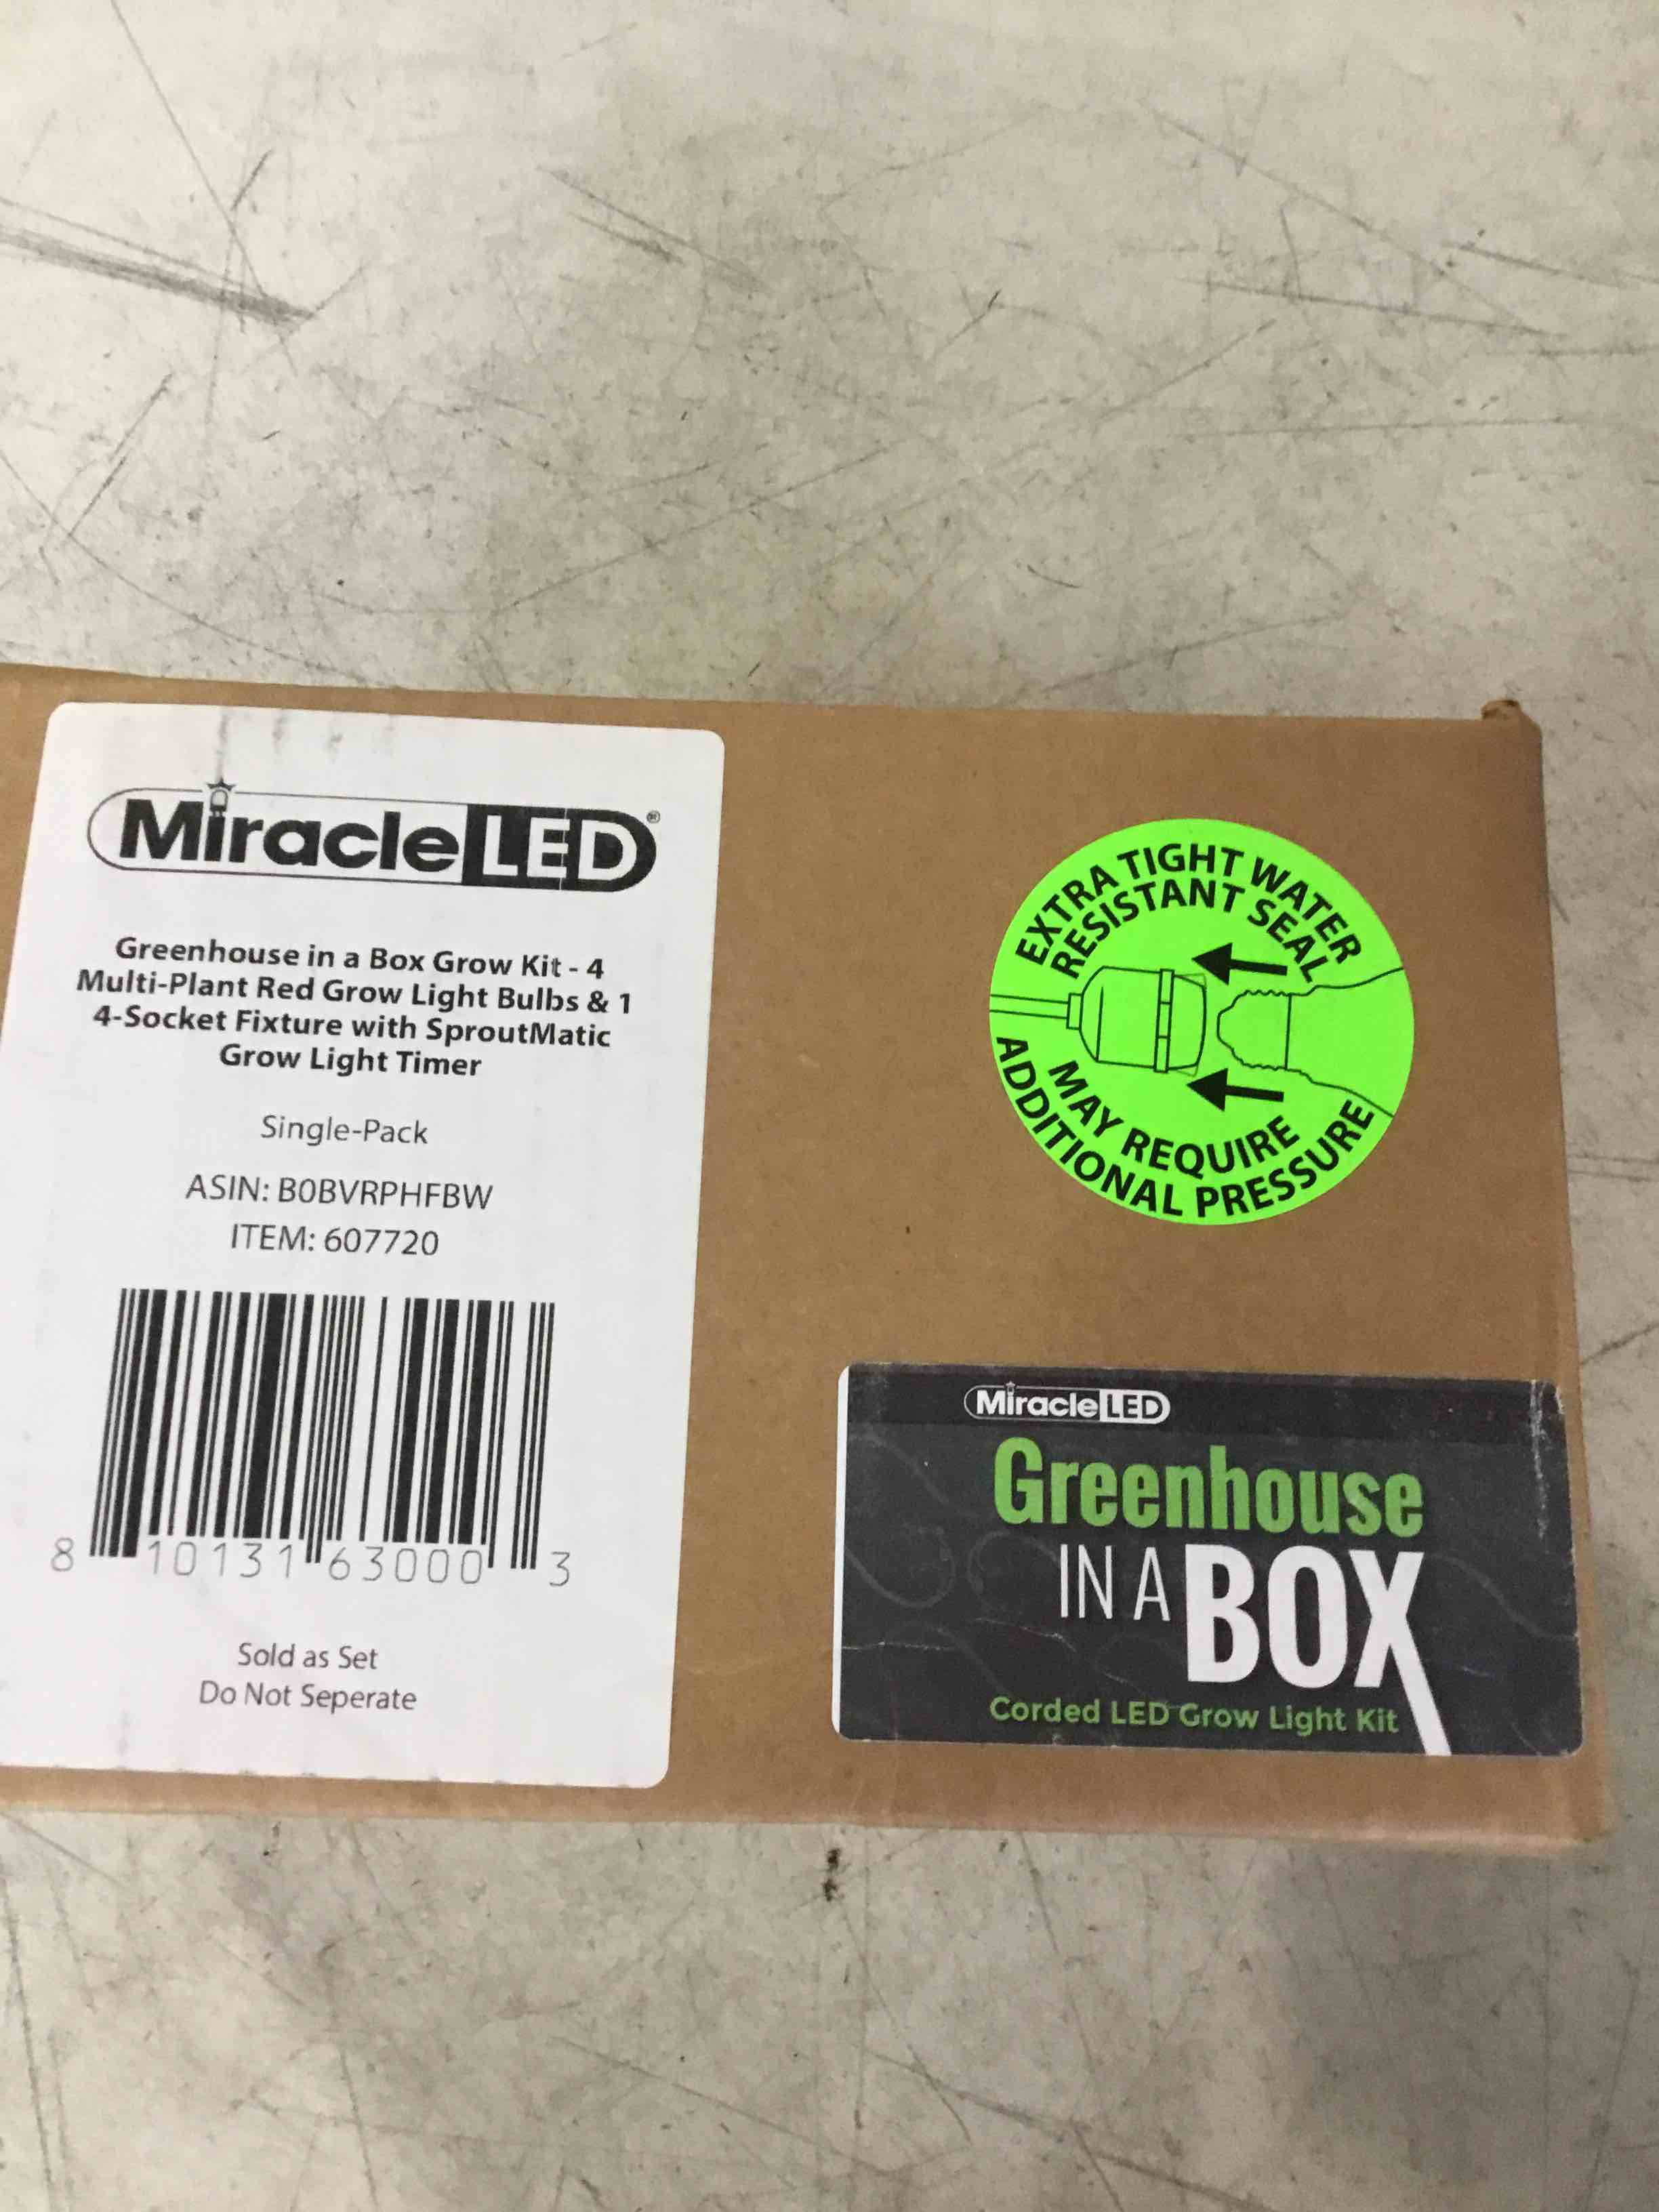 MiracleLED®
Greenhouse in a Box Grow Kit - 4
Multi-Plant Red Grow Light Bulbs & 1
4-Socket Fixture with SproutMatic
Grow Light Timer
Single-Pack
ASIN: B0BVRPHFBW
ITEM: 607720
8 10131 63000 3
Sold as Set
Do Not Seperate
EXTRA TIGHT WATER
RESISTANT SEAL
MAY REQUIRE
ADDITIONAL PRESSURE
MiracleLED
Greenhouse
IN A BOX
Corded LED Grow Light Kit